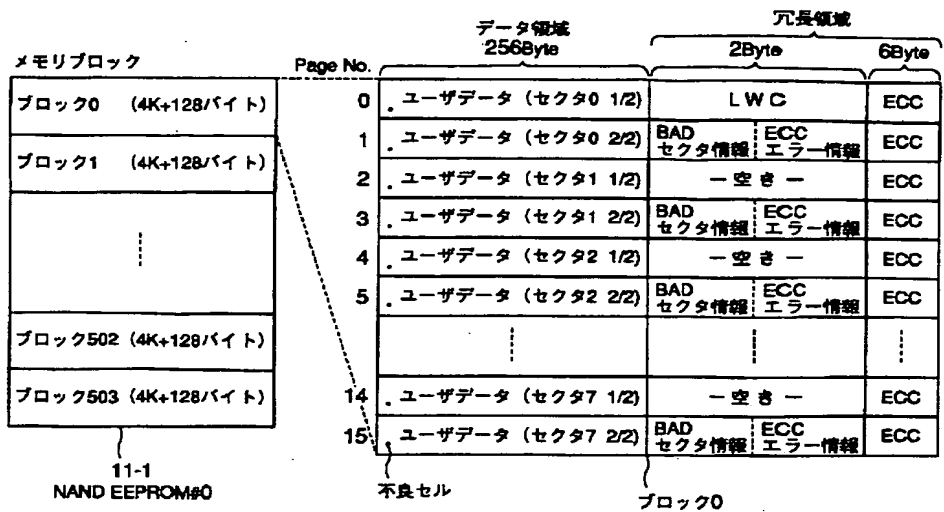 データ領域
256Byte
冗長領域
2Byte
6Byte
メモリブロック
Page No.
ブロック0 (4K+128バイト)
ブロック1 (4K+128バイト)
ブロック502 (4K+128バイト)
ブロック503 (4K+128バイト)
11-1
NAND EEPROM#0
0 ユーザデータ (セクタ0 1/2) LWC ECC
1 ユーザデータ (セクタ0 2/2) BAD セクタ情報 ECC エラー情報 ECC
2 ユーザデータ (セクタ1 1/2) ー空きー ECC
3 ユーザデータ (セクタ1 2/2) BAD セクタ情報 ECC エラー情報 ECC
4 ユーザデータ (セクタ2 1/2) ー空きー ECC
5 ユーザデータ (セクタ2 2/2) BAD セクタ情報 ECC エラー情報 ECC
14 ユーザデータ (セクタ7 1/2) ー空きー ECC
15 ユーザデータ (セクタ7 2/2) BAD セクタ情報 ECC エラー情報 ECC
不良セル
ブロック0